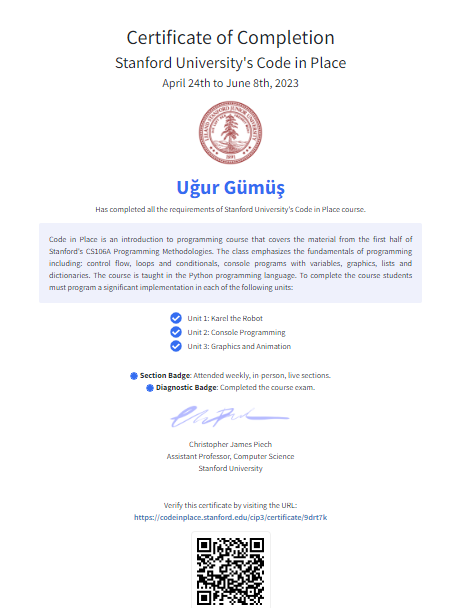 Certificate of Completion
Stanford University's Code in Place
April 24th to June 8th, 2023
LELAND STANFORD JUNIOR UNIVERSITY
1891
Uğur Gümüş
Has completed all the requirements of Stanford University's Code in Place course.
Code in Place is an introduction to programming course that covers the material from the first half of
Stanford's CS106A Programming Methodologies. The class emphasizes the fundamentals of programming
including: control flow, loops and conditionals, console programs with variables, graphics, lists and
dictionaries. The course is taught in the Python programming language. To complete the course students
must program a significant implementation in each of the following units:
Unit 1: Karel the Robot
Unit 2: Console Programming
Unit 3: Graphics and Animation
Section Badge: Attended weekly, in person, live sections.
Diagnostic Badge: Completed the course exam.
Christopher James Piech
Assistant Professor, Computer Science
Stanford University
Verify this certificate by visiting the URL:
https://codeinplace.stanford.edu/cip3/certificate/9drt7k